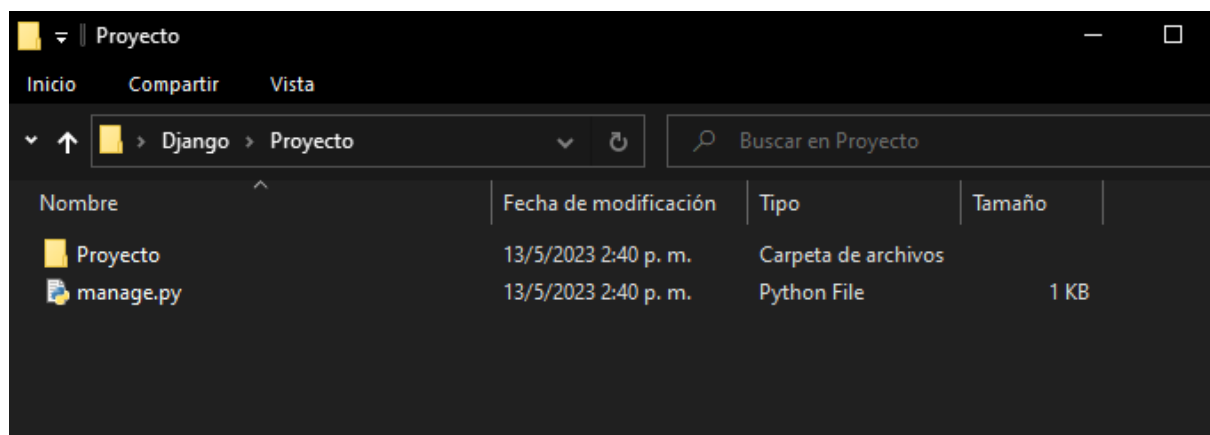 Proyecto
Inicio Compartir Vista
Django Proyecto Buscar en Proyecto
Nombre Fecha de modificación Tipo Tamaño
Proyecto 13/5/2023 2:40 p. m. Carpeta de archivos
manage.py 13/5/2023 2:40 p. m. Python File 1 KB